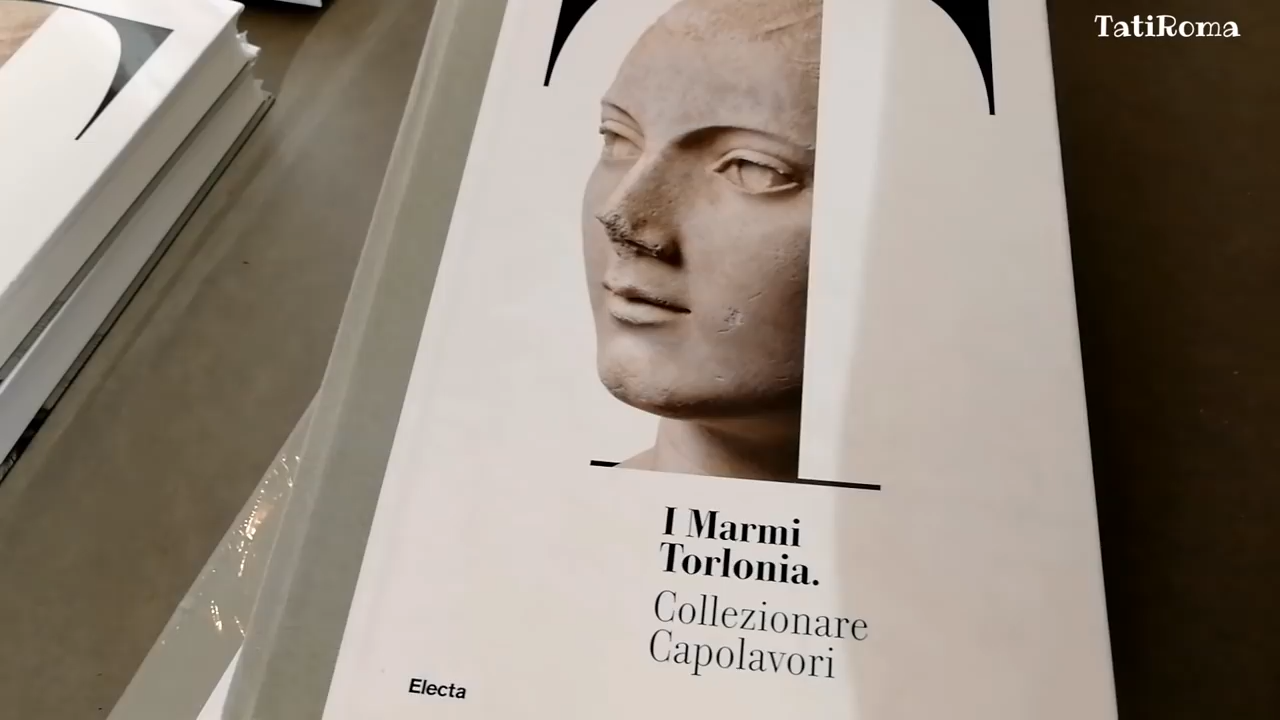 TatiRoma
I Marmi
Torlonia.
Collezionare
Capolavori
Electa